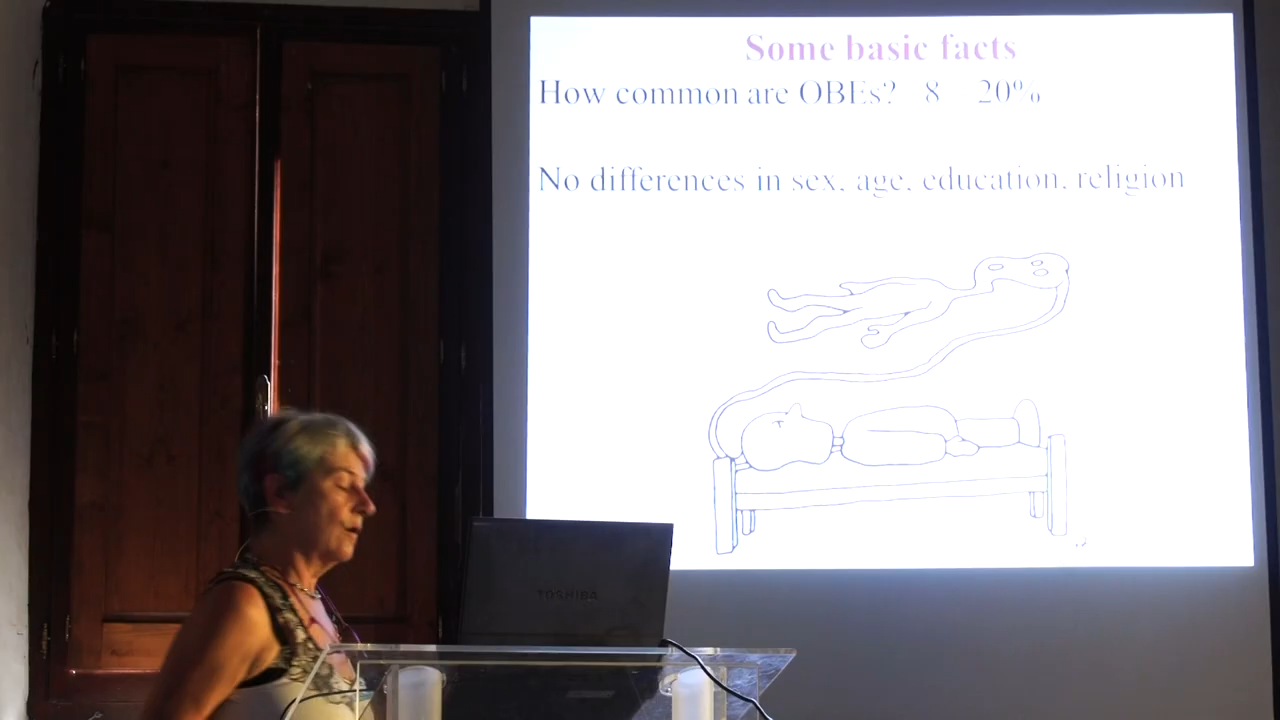 Some basic facts
How common are OBEs? 8 20%
No differences in sex, age, education, religion
TOSHIBA